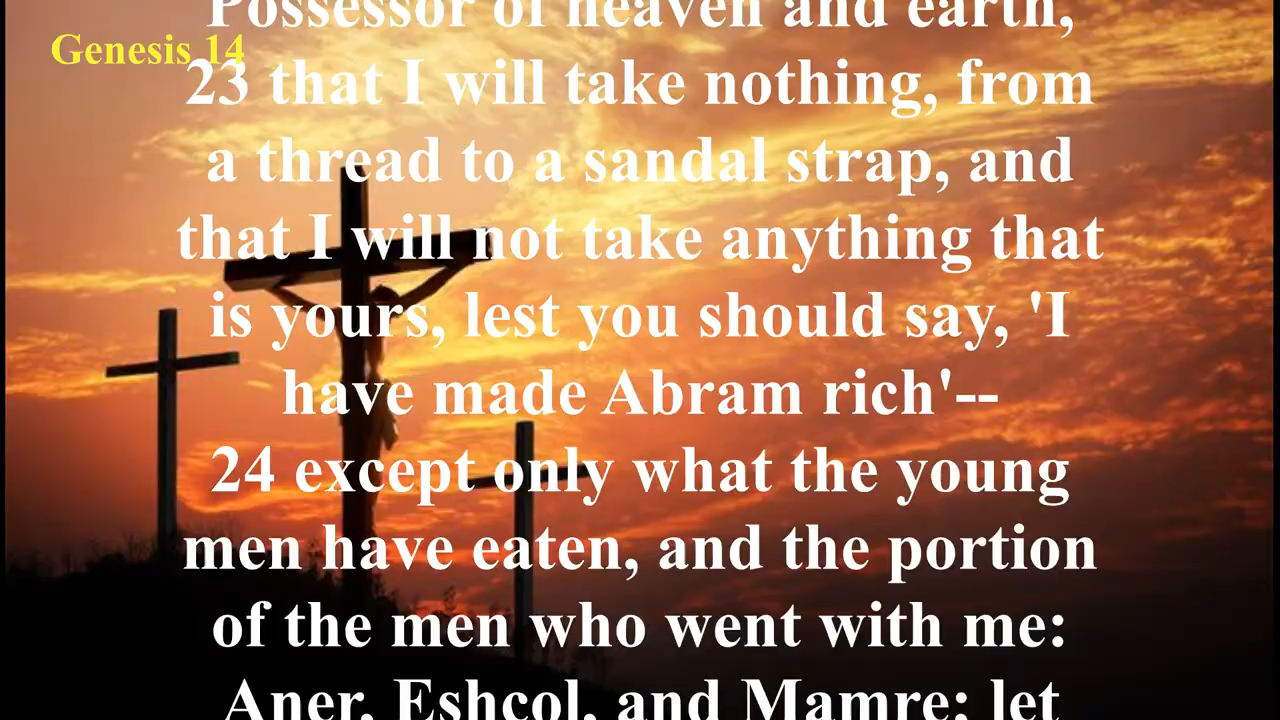 Possessor of heaven and earth,
Genesis 14
23 that I will take nothing, from
a thread to a sandal strap, and
that I will not take anything that
is yours, lest you should say, 'I
have made Abram rich'--
24 except only what the young
men have eaten, and the portion
of the men who went with me:
Aner, Eshcol, and Mamre; let